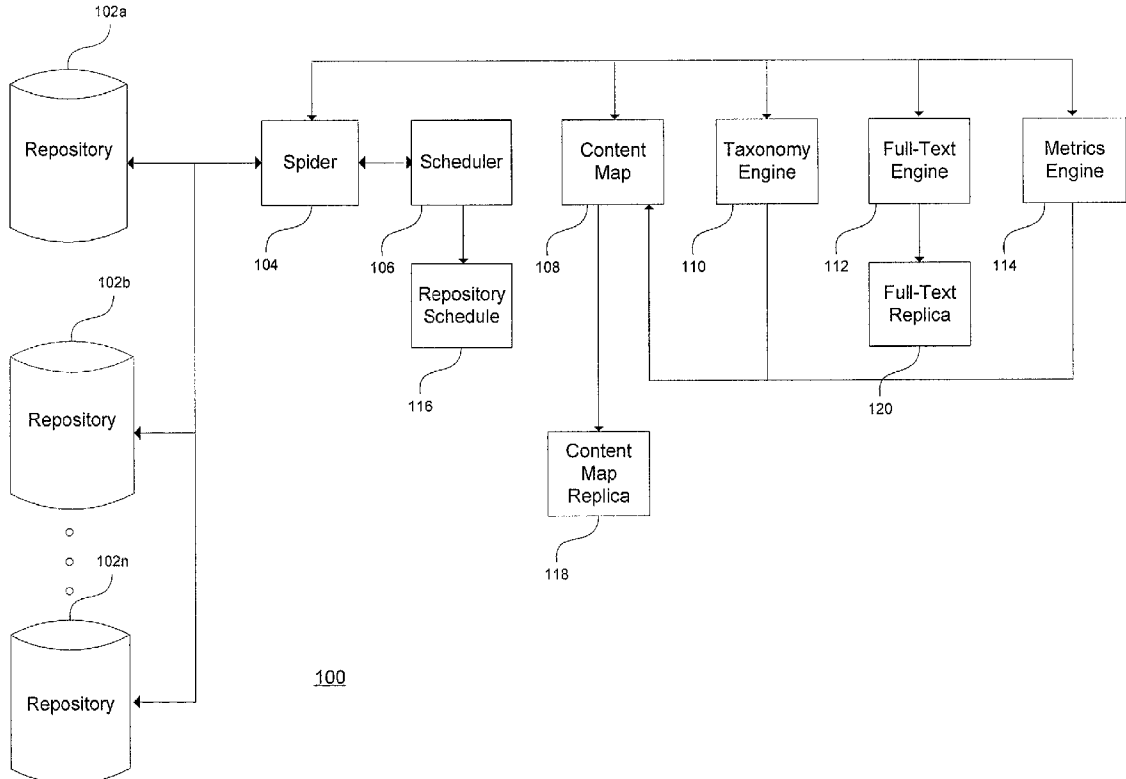 102a
Repository
Spider
Scheduler
Content
Map
Taxonomy
Engine
Full-Text
Engine
Metrics
Engine
104
106
108
110
112
114
102b
Repository
Schedule
Full-Text
Replica
116
120
Repository
Content
Map
Replica
118
102n
Repository
100